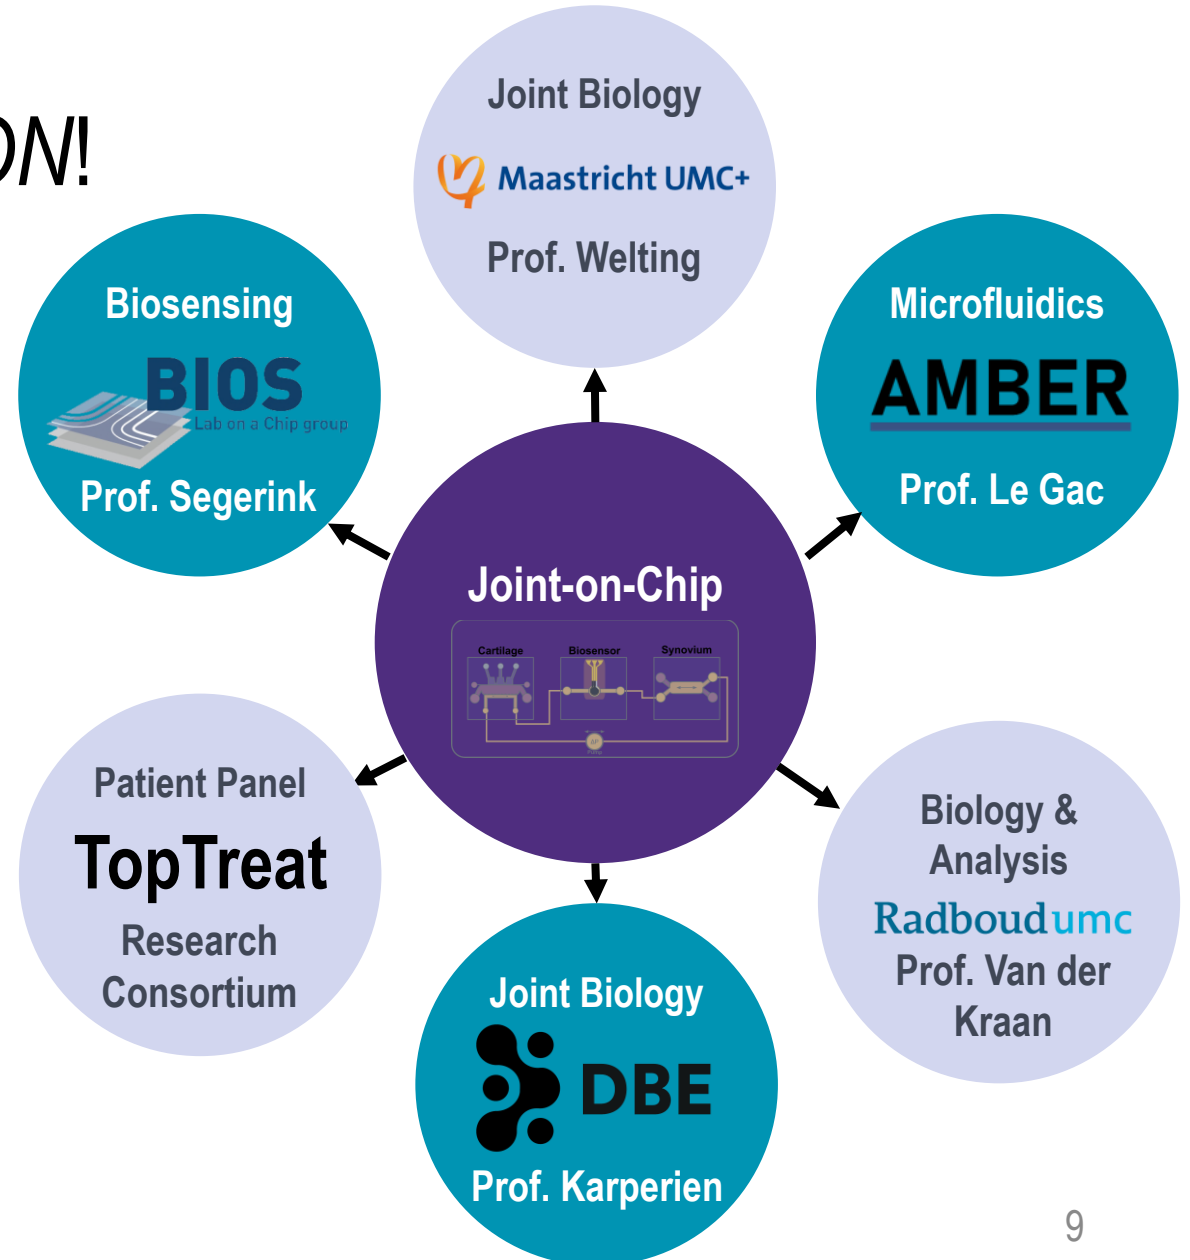 ON!
Joint Biology
Maastricht UMC+
Prof. Welting
Biosensing
BIOS
Lab on a Chip group
Prof. Segerink
Microfluidics
AMBER
Prof. Le Gac
Joint-on-Chip
Cartilage
Biosensor
Synovium
Patient Panel
TopTreat
Research
Consortium
Biology &
Analysis
Radboudumc
Prof. Van der
Kraan
Joint Biology
DBE
Prof. Karperien
9